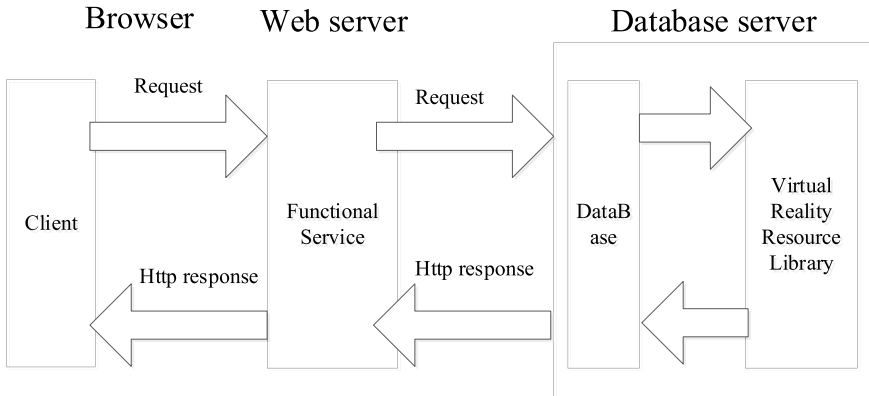 Browser
Web server
Database server
Request
Request
Client
Functional
Service
DataB
ase
Virtual
Reality
Resource
Library
Http response
Http response